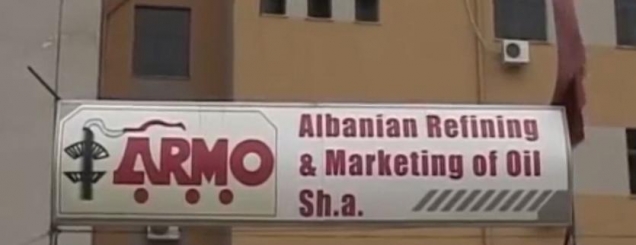 ARMO
Albanian Refining
& Marketing of Oil
Sh.a.